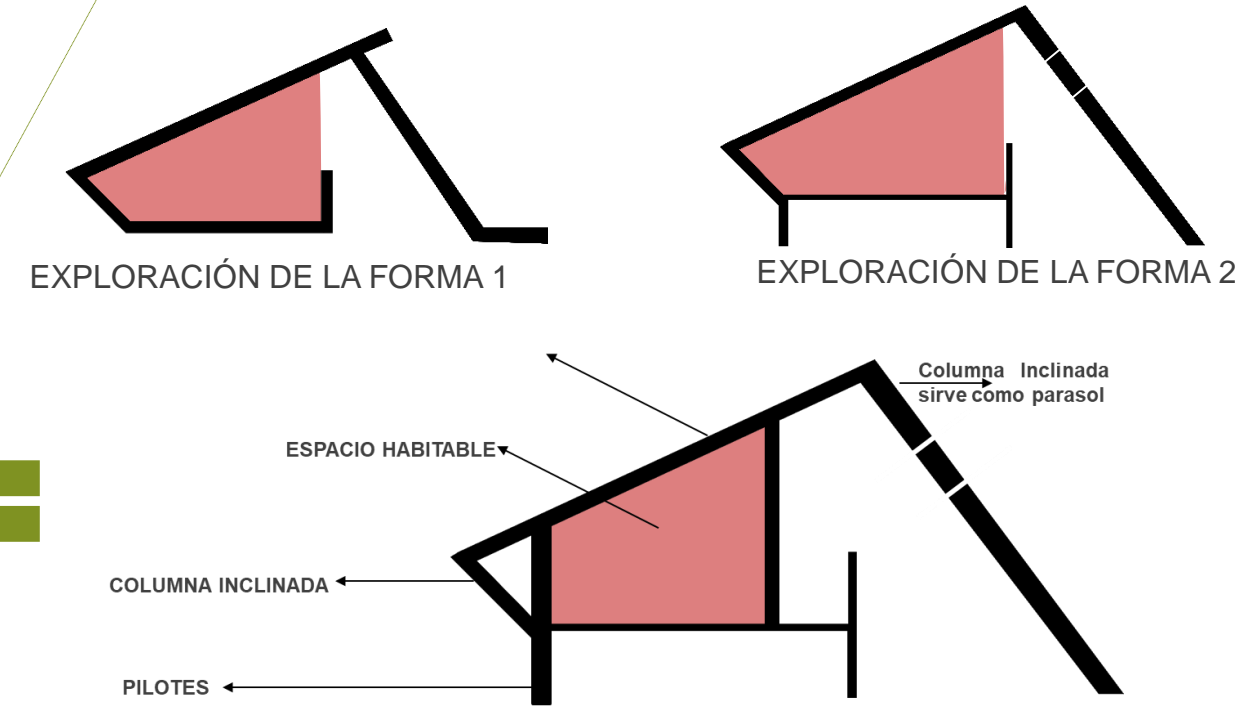 EXPLORACIÓN DE LA FORMA 1
EXPLORACIÓN DE LA FORMA 2
Columna Inclinada
sirve como parasol
ESPACIO HABITABLE
COLUMNA INCLINADA
PILOTES